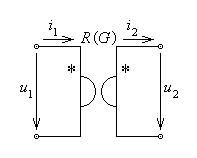 i₁ R(G) i₂
* *
u₁ u₂